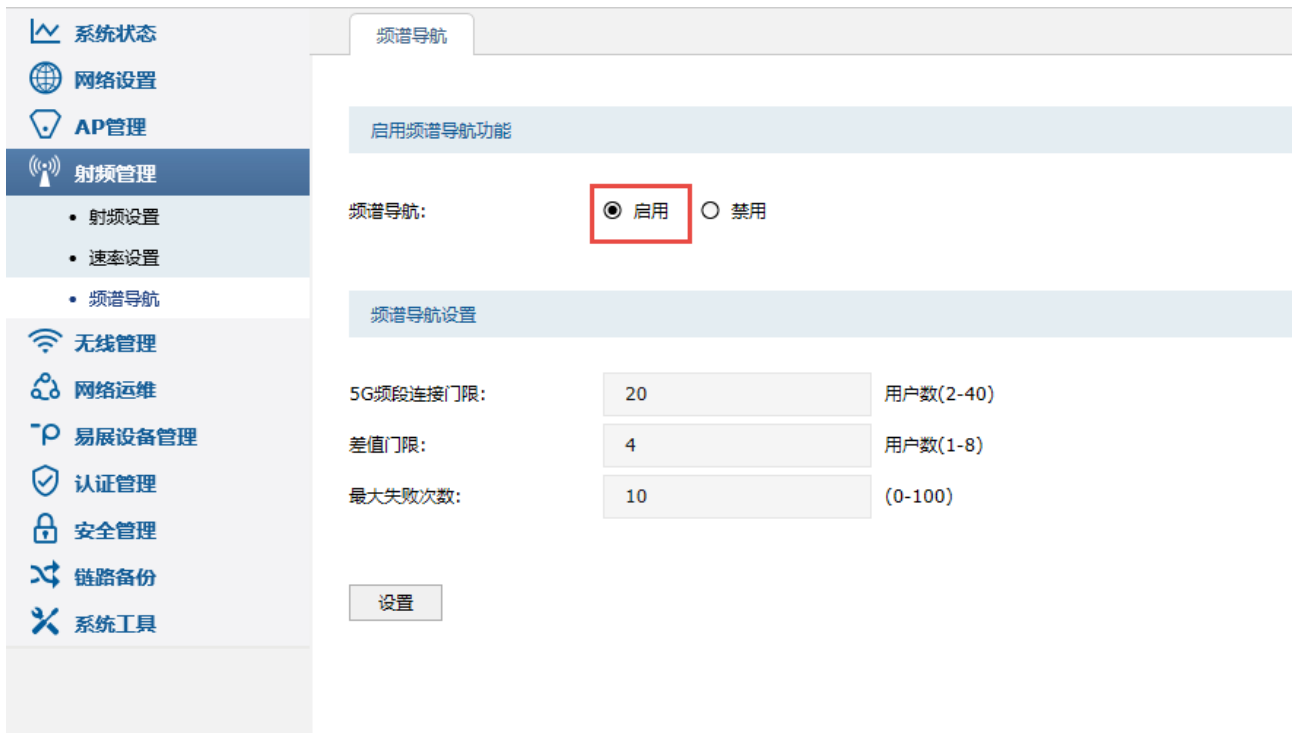 系统状态
网络设置
AP管理
射频管理
• 射频设置
• 速率设置
• 频谱导航
无线管理
网络运维
易展设备管理
认证管理
安全管理
链路备份
系统工具
频谱导航
启用频谱导航功能
频谱导航: 启用 禁用
频谱导航设置
5G频段连接门限: 20 用户数(2-40)
差值门限: 4 用户数(1-8)
最大失败次数: 10 (0-100)
设置